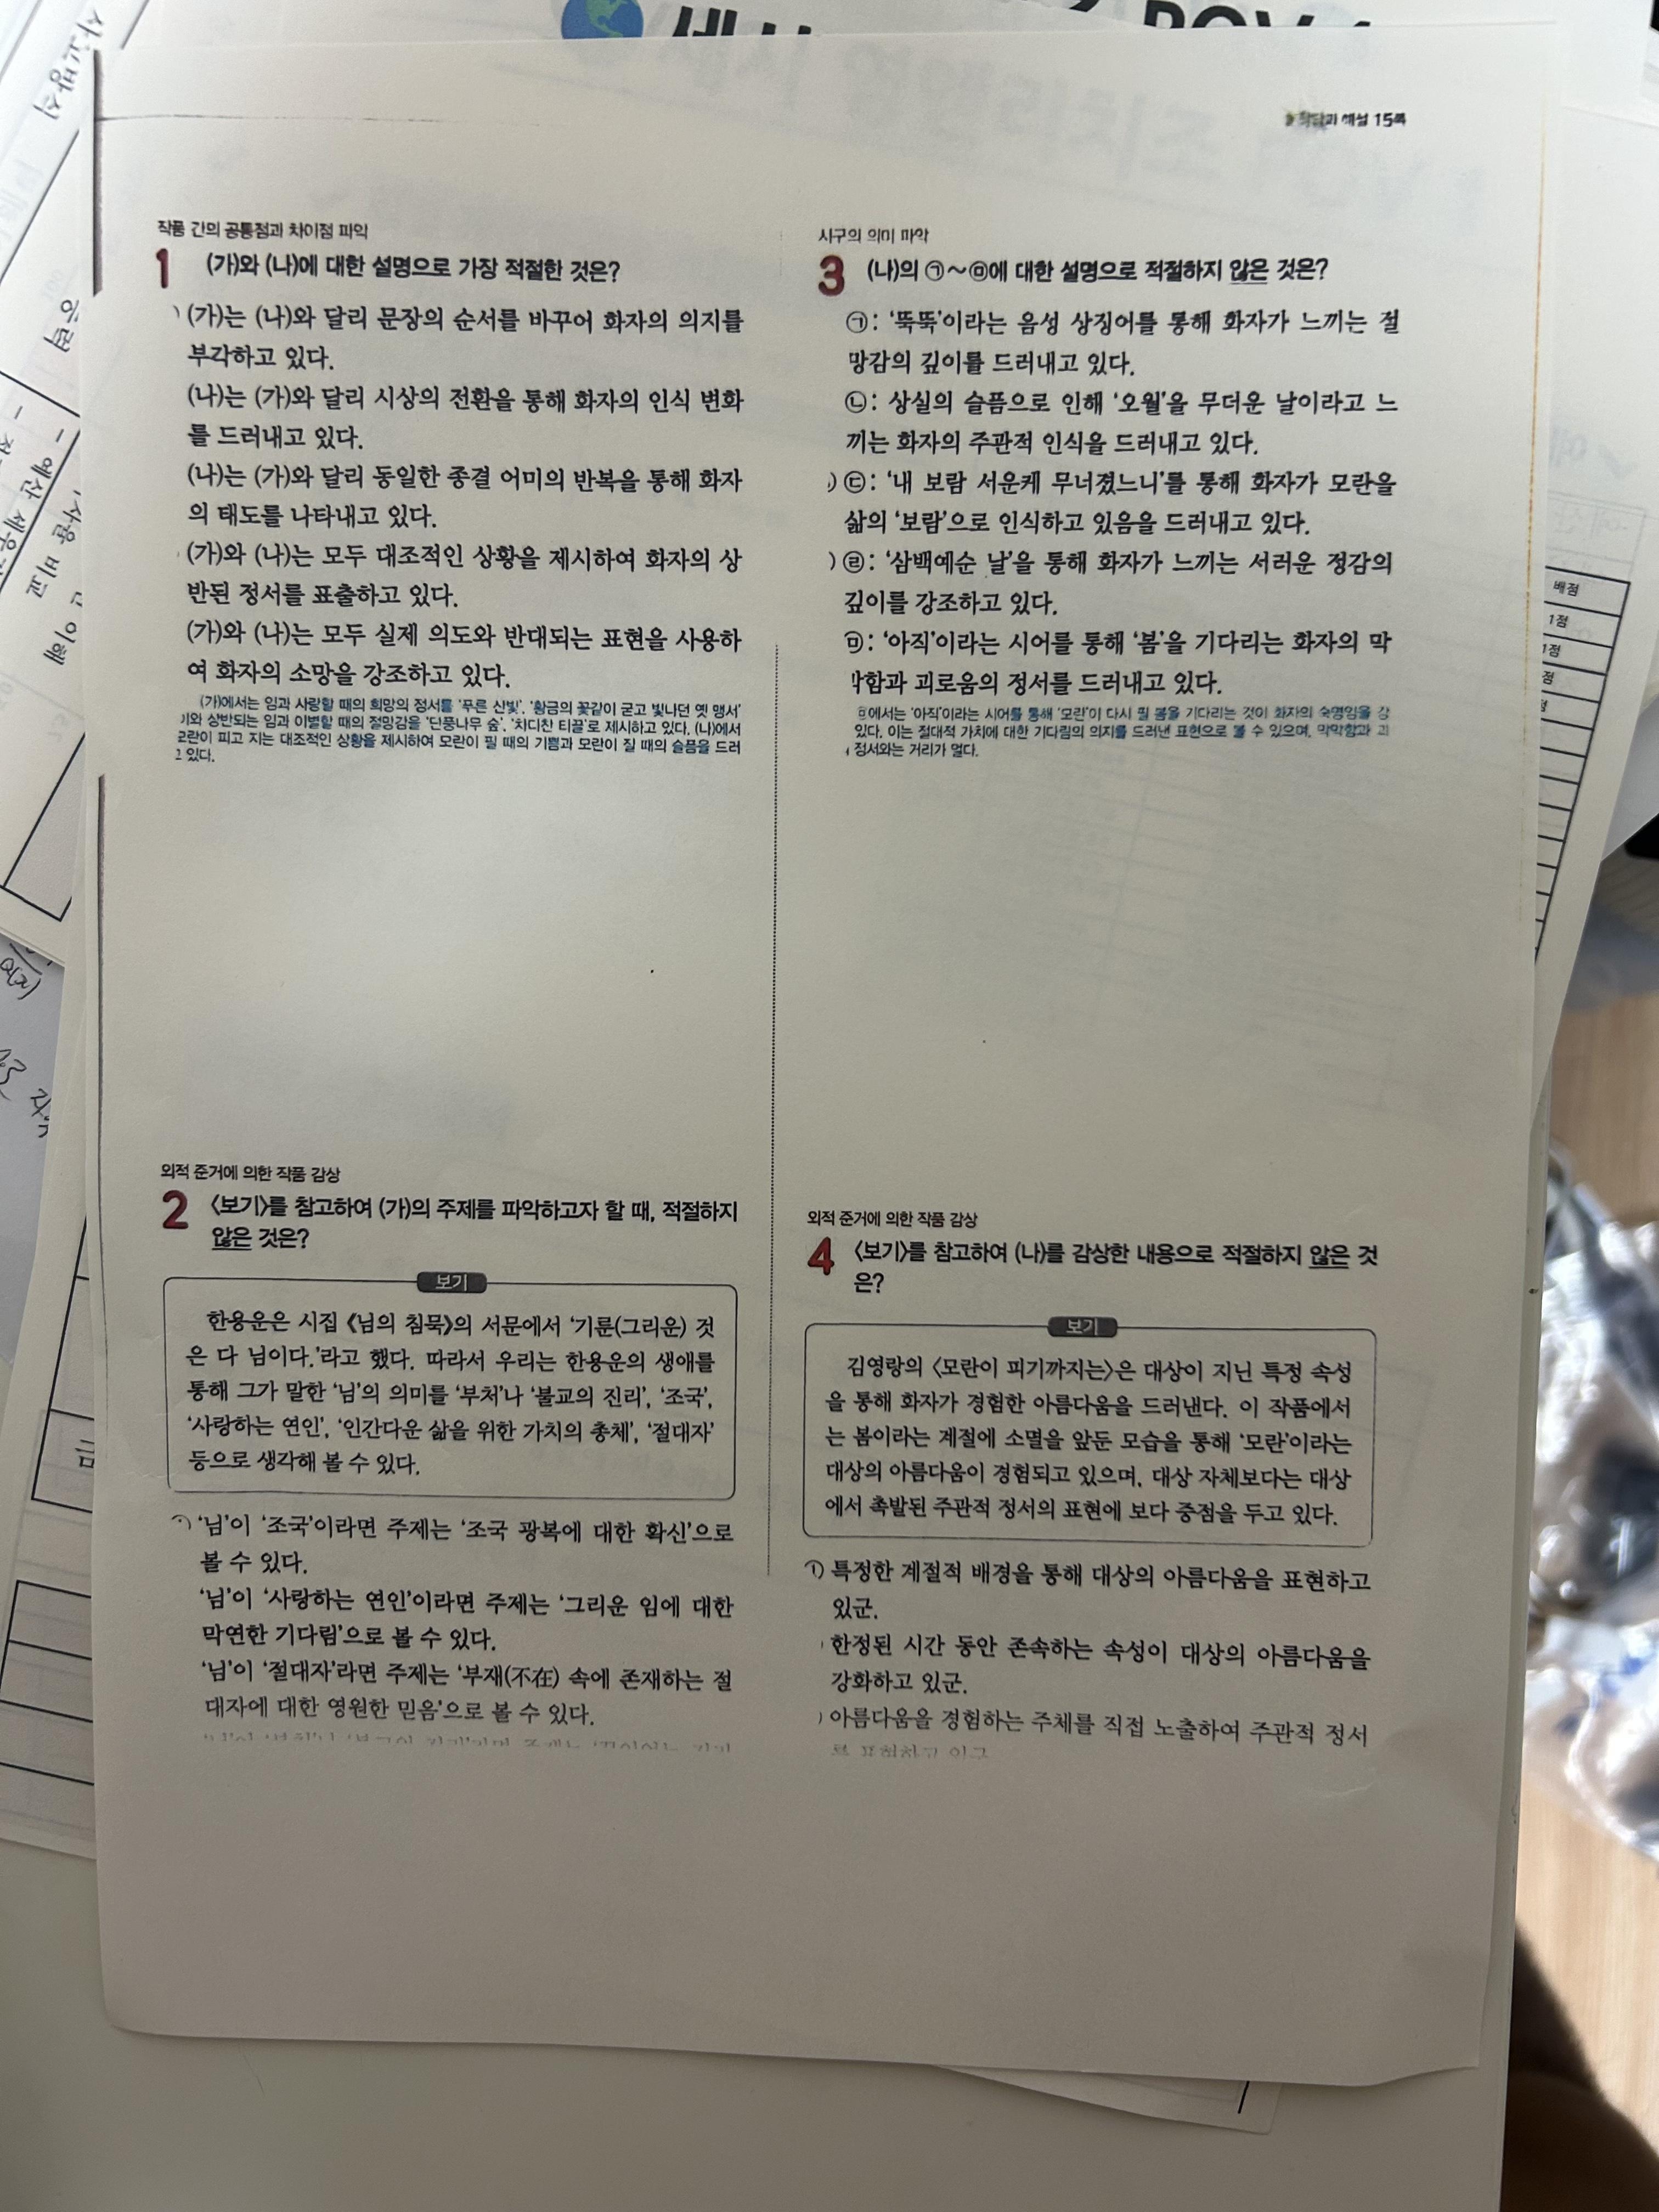 정답과 해설 15쪽
작품 간의 공통점과 차이점 파악
1 (가)와 (나)에 대한 설명으로 가장 적절한 것은?
(가)는 (나)와 달리 문장의 순서를 바꾸어 화자의 의지를
부각하고 있다.
(나)는 (가)와 달리 시상의 전환을 통해 화자의 인식 변화
를 드러내고 있다.
(나)는 (가)와 달리 동일한 종결 어미의 반복을 통해 화자
의 태도를 나타내고 있다.
(가)와 (나)는 모두 대조적인 상황을 제시하여 화자의 상
반된 정서를 표출하고 있다.
(가)와 (나)는 모두 실제 의도와 반대되는 표현을 사용하
여 화자의 소망을 강조하고 있다.
(가)에서는 임과 사랑할 때의 희망의 정서를 '푸른 산빛', '황금의 꽃같이 굳고 빛나던 옛 맹서'
와 상반되는 임과 이별할 때의 절망감을 '단풍나무 숲', '차디찬 티끌'로 제시하고 있다. (나)에서
모란이 피고 지는 대조적인 상황을 제시하여 모란이 필 때의 기쁨과 모란이 질 때의 슬픔을 드러
고 있다.
외적 준거에 의한 작품 감상
2 <보기>를 참고하여 (가)의 주제를 파악하고자 할 때, 적절하지
않은 것은?
보기
한용운은 시집 《님의 침묵》의 서문에서 '기룬(그리운) 것
은 다 님이다.'라고 했다. 따라서 우리는 한용운의 생애를
통해 그가 말한 '님'의 의미를 '부처'나 '불교의 진리', '조국',
'사랑하는 연인', '인간다운 삶을 위한 가치의 총체', '절대자'
등으로 생각해 볼 수 있다.
'님'이 '조국'이라면 주제는 '조국 광복에 대한 확신'으로
볼 수 있다.
'님'이 '사랑하는 연인'이라면 주제는 '그리운 임에 대한
막연한 기다림'으로 볼 수 있다.
'님'이 '절대자'라면 주제는 '부재(不在) 속에 존재하는 절
대자에 대한 영원한 믿음'으로 볼 수 있다.
시구의 의미 파악
3 (나)의 ㉠~㉤에 대한 설명으로 적절하지 않은 것은?
㉠: '뚝뚝'이라는 음성 상징어를 통해 화자가 느끼는 절
망감의 깊이를 드러내고 있다.
㉡: 상실의 슬픔으로 인해 '오월'을 무더운 날이라고 느
끼는 화자의 주관적 인식을 드러내고 있다.
㉢: '내 보람 서운케 무너졌느니'를 통해 화자가 모란을
삶의 '보람'으로 인식하고 있음을 드러내고 있다.
㉣: '삼백예순 날'을 통해 화자가 느끼는 서러운 정감의
깊이를 강조하고 있다.
㉤: '아직'이라는 시어를 통해 '봄'을 기다리는 화자의 막
막함과 괴로움의 정서를 드러내고 있다.
㉤에서는 '아직'이라는 시어를 통해 '모란'이 다시 필 봄을 기다리는 것이 화자의 숙명임을 강
있다. 이는 절대적 가치에 대한 기다림의 의지를 드러낸 표현으로 볼 수 있으며, 막막함과 괴
정서와는 거리가 멀다.
외적 준거에 의한 작품 감상
4 <보기>를 참고하여 (나)를 감상한 내용으로 적절하지 않은 것
은?
보기
김영랑의 <모란이 피기까지는>은 대상이 지닌 특정 속성
을 통해 화자가 경험한 아름다움을 드러낸다. 이 작품에서
는 봄이라는 계절에 소멸을 앞둔 모습을 통해 '모란'이라는
대상의 아름다움이 경험되고 있으며, 대상 자체보다는 대상
에서 촉발된 주관적 정서의 표현에 보다 중점을 두고 있다.
① 특정한 계절적 배경을 통해 대상의 아름다움을 표현하고
있군.
한정된 시간 동안 존속하는 속성이 대상의 아름다움을
강화하고 있군.
아름다움을 경험하는 주체를 직접 노출하여 주관적 정서
를 표현하고 있군
배점
1점
1점
사고방식
비교
이해